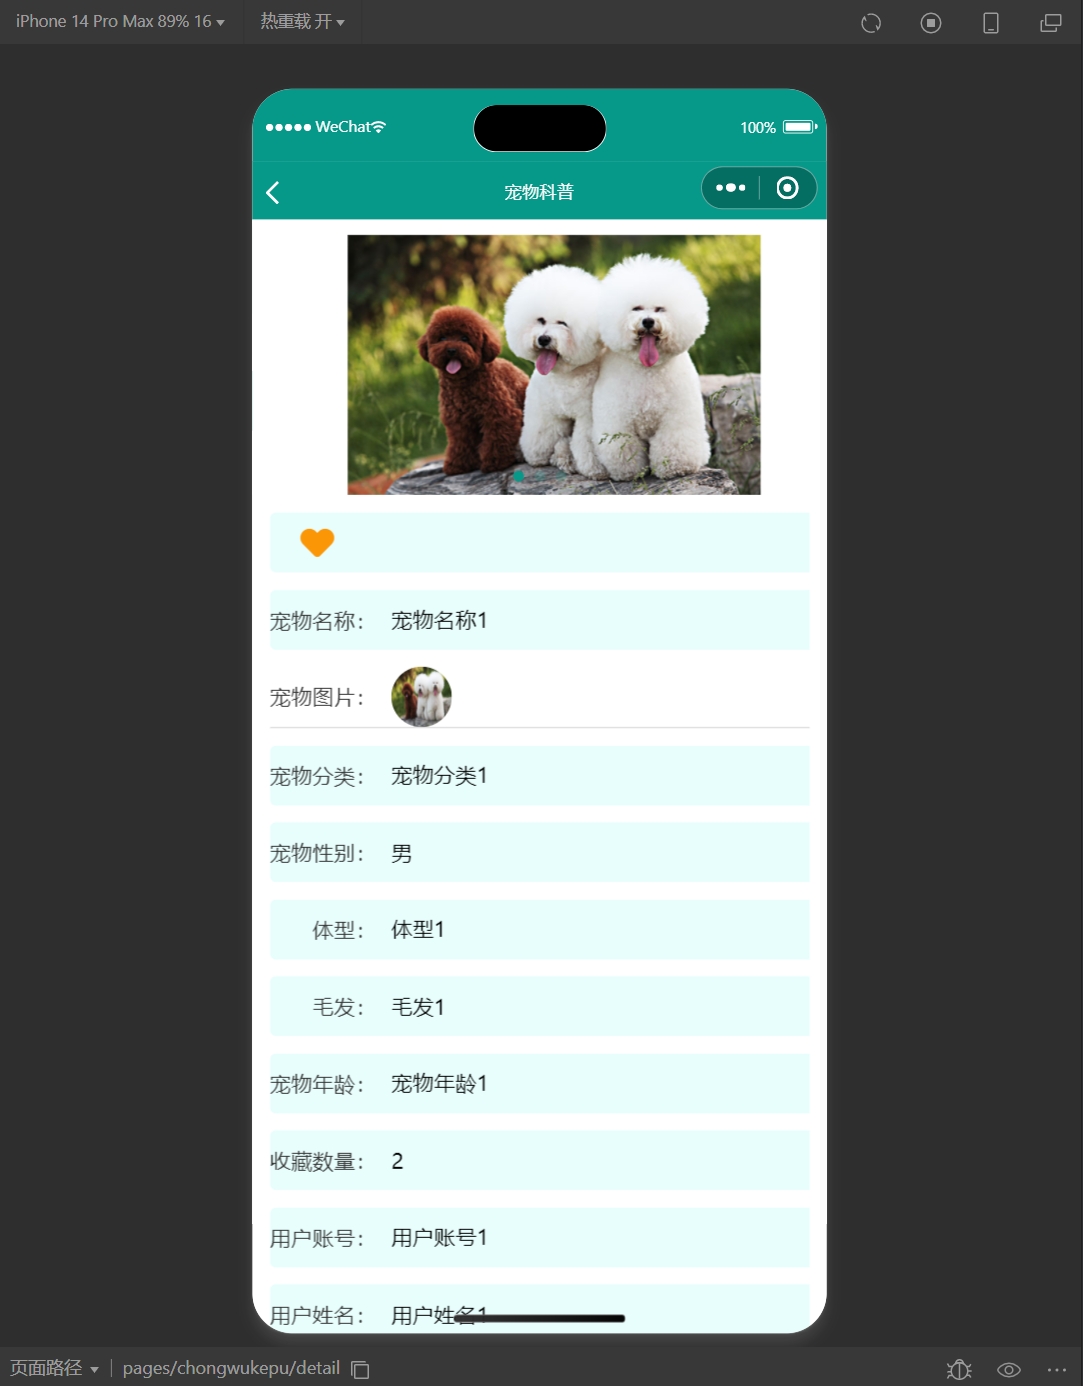 iPhone 14 Pro Max 89% 16 热重载 开
WeChat 100%
宠物科普
宠物名称： 宠物名称1
宠物图片：
宠物分类： 宠物分类1
宠物性别： 男
体型： 体型1
毛发： 毛发1
宠物年龄： 宠物年龄1
收藏数量： 2
用户账号： 用户账号1
用户姓名： 用户姓名1
页面路径 pages/chongwukepu/detail